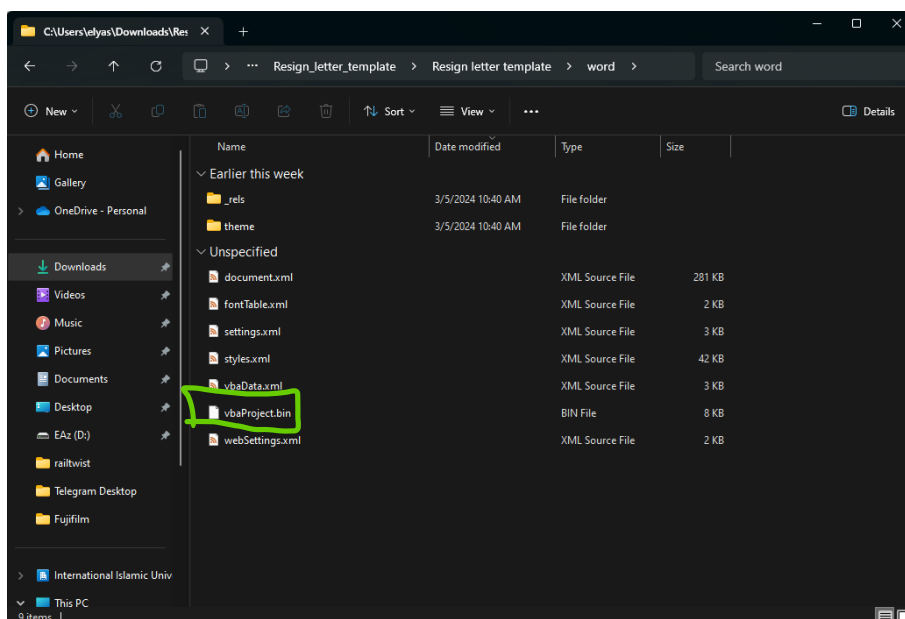 C:\Users\elyas\Downloads\Res
Resign_letter_template > Resign letter template > word >
Search word
New
Sort
View
Details
Home
Gallery
OneDrive - Personal
Downloads
Videos
Music
Pictures
Documents
Desktop
EAz (D:)
railtwist
Telegram Desktop
Fujifilm
International Islamic Univ
This PC
9 items
Name Date modified Type Size
Earlier this week
_rels 3/5/2024 10:40 AM File folder
theme 3/5/2024 10:40 AM File folder
Unspecified
document.xml XML Source File 281 KB
fontTable.xml XML Source File 2 KB
settings.xml XML Source File 3 KB
styles.xml XML Source File 42 KB
vbaData.xml XML Source File 3 KB
vbaProject.bin BIN File 8 KB
webSettings.xml XML Source File 2 KB